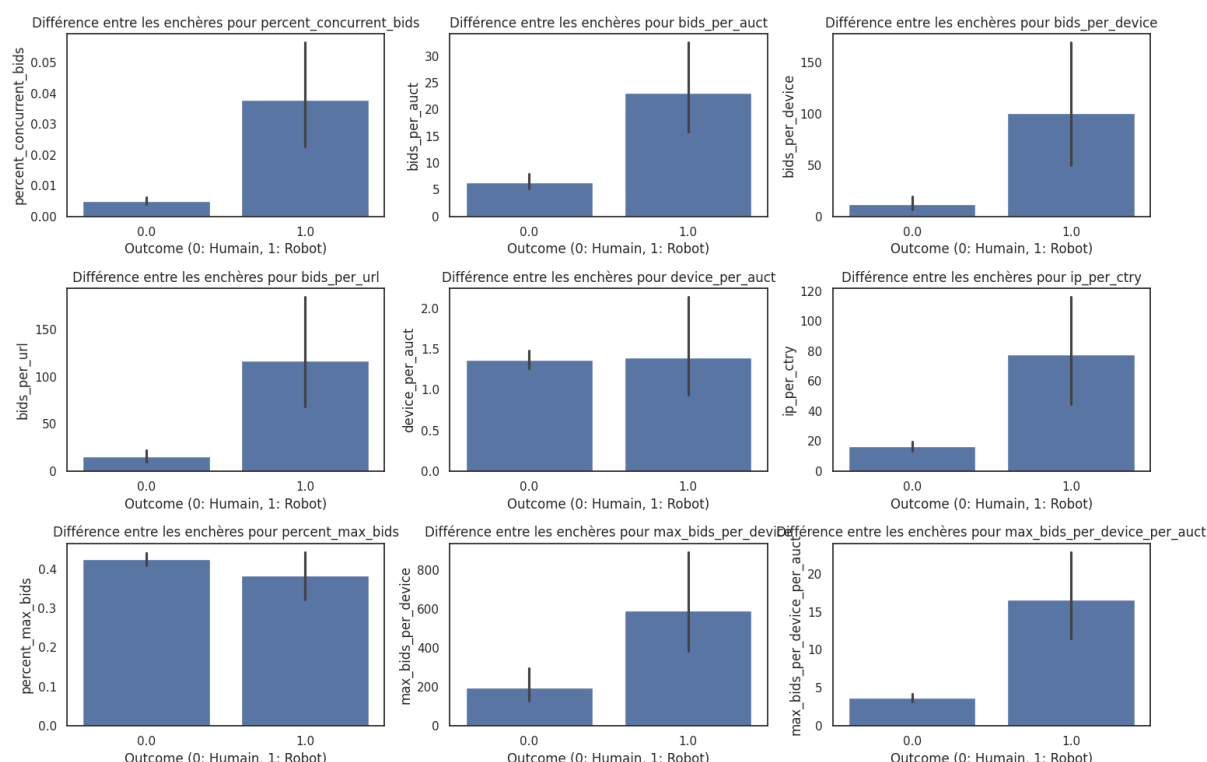 Différence entre les enchères pour percent_concurrent_bids
percent_concurrent_bids
0.05
0.04
0.03
0.02
0.01
0.00
0.0
1.0
Outcome (0: Humain, 1: Robot)
Différence entre les enchères pour bids_per_auct
bids_per_auct
30
25
20
15
10
5
0
0.0
1.0
Outcome (0: Humain, 1: Robot)
Différence entre les enchères pour bids_per_device
bids_per_device
150
100
50
0
0.0
1.0
Outcome (0: Humain, 1: Robot)
Différence entre les enchères pour bids_per_url
bids_per_url
150
100
50
0
0.0
1.0
Outcome (0: Humain, 1: Robot)
Différence entre les enchères pour device_per_auct
device_per_auct
2.0
1.5
1.0
0.5
0.0
0.0
1.0
Outcome (0: Humain, 1: Robot)
Différence entre les enchères pour ip_per_ctry
ip_per_ctry
120
100
80
60
40
20
0
0.0
1.0
Outcome (0: Humain, 1: Robot)
Différence entre les enchères pour percent_max_bids
percent_max_bids
0.4
0.3
0.2
0.1
0.0
0.0
1.0
Outcome (0: Humain, 1: Robot)
Différence entre les enchères pour max_bids_per_device
max_bids_per_device
800
600
400
200
0
0.0
1.0
Outcome (0: Humain, 1: Robot)
Différence entre les enchères pour max_bids_per_device_per_auct
max_bids_per_device_per_auct
20
15
10
5
0
0.0
1.0
Outcome (0: Humain, 1: Robot)